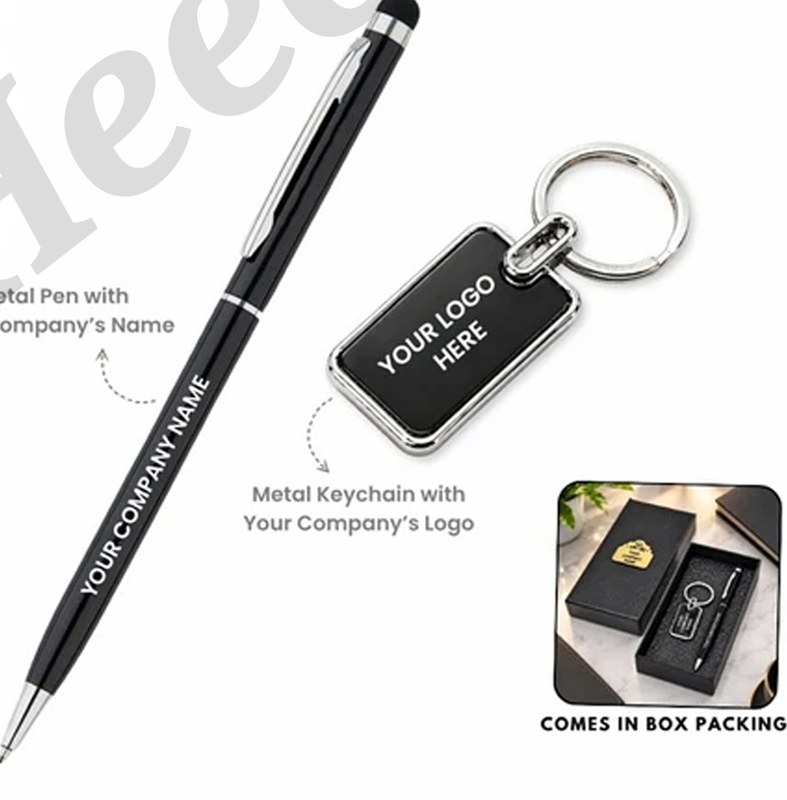 Heed
etal Pen with
ompany's Name
YOUR COMPANY NAME
YOUR LOGO
HERE
Metal Keychain with
Your Company's Logo
COMES IN BOX PACKING